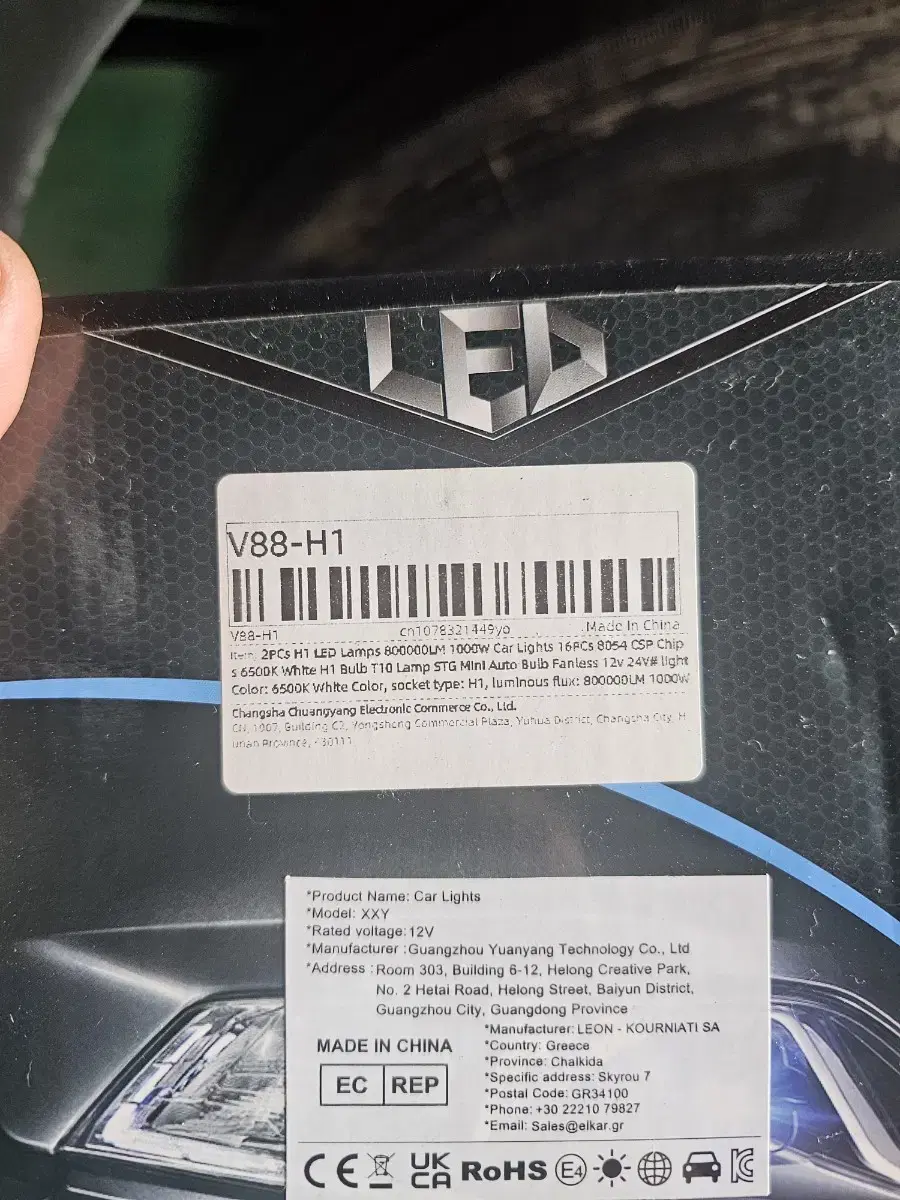 LED
V88-H1
V88-H1 cn1078321449yo Made In China
Item: 2PCs H1 LED Lamps 800000LM 1000W Car Lights 16PCS 8054 CSP Chip
s 6500K White H1 Bulb T10 Lamp STG Mini Auto Bulb Fanless 12v 24V# light
Color: 6500K White Color, socket type: H1, luminous flux: 800000LM 1000W
Changsha Chuangyang Electronic Commerce Co., Ltd.
CN, 1907, Building C2, Yongsheng Commercial Plaza, Yuhua District, Changsha City, H
unan Province,
*Product Name: Car Lights
*Model: XXY
*Rated voltage:12V
*Manufacturer :Guangzhou Yuanyang Technology Co., Ltd
*Address :Room 303, Building 6-12, Helong Creative Park,
No. 2 Hetai Road, Helong Street, Baiyun District,
Guangzhou City, Guangdong Province
MADE IN CHINA
EC REP
*Manufacturer: LEON - KOURNIATI SA
*Country: Greece
*Province: Chalkida
*Specific address: Skyrou 7
*Postal Code: GR34100
*Phone: +30 22210 79827
*Email: Sales@elkar.gr
CE UK CA RoHS E4